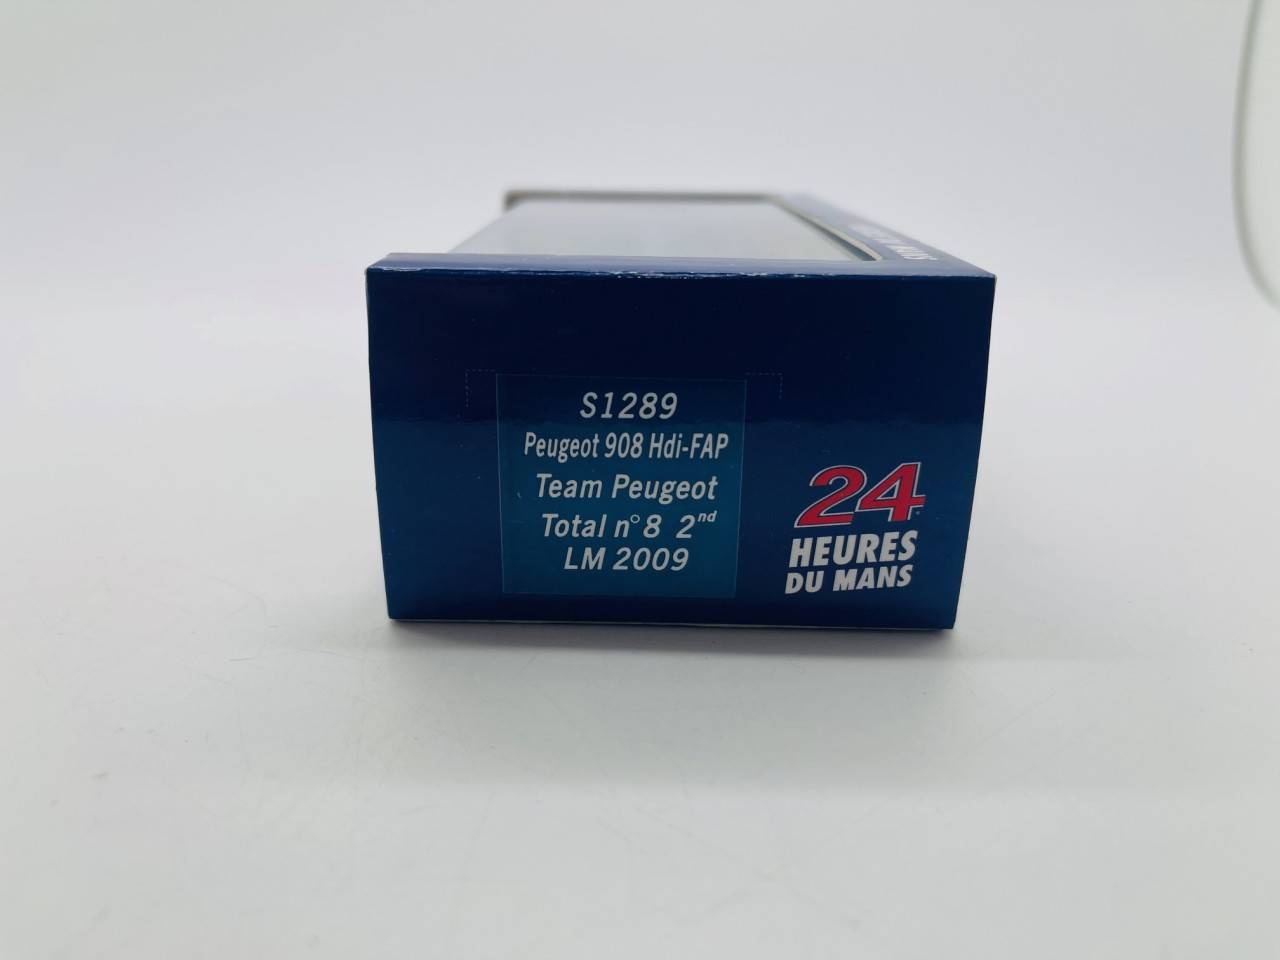 S1289
Peugeot 908 Hdi-FAP
Team Peugeot
Total n° 8 2nd
LM 2009
24
HEURES
DU MANS